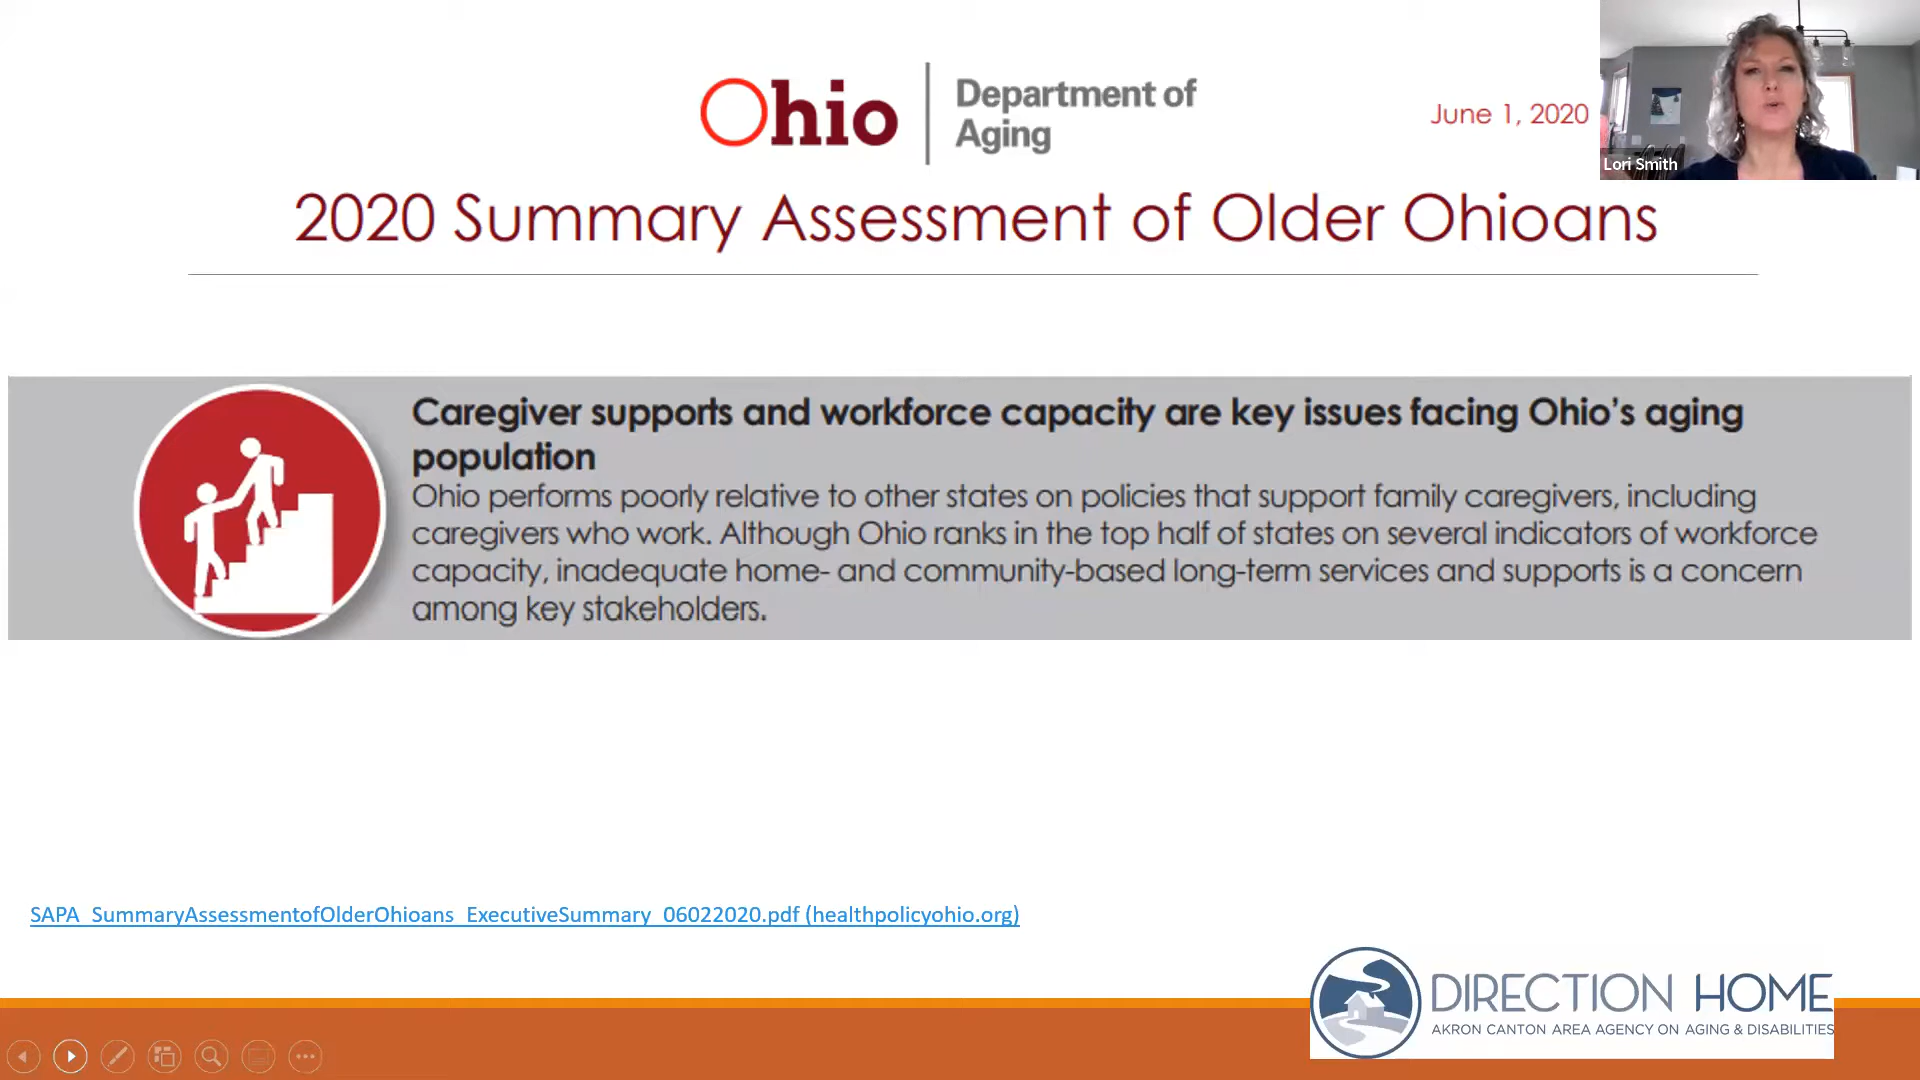 Ohio
Department of
Aging
June 1, 2020
Lori Smith
2020 Summary Assessment of Older Ohioans
Caregiver supports and workforce capacity are key issues facing Ohio’s aging
population
Ohio performs poorly relative to other states on policies that support family caregivers, including
caregivers who work. Although Ohio ranks in the top half of states on several indicators of workforce
capacity, inadequate home- and community-based long-term services and supports is a concern
among key stakeholders.
SAPA_SummaryAssessmentofOlderOhioans_ExecutiveSummary_06022020.pdf (healthpolicyohio.org)
DIRECTION HOME
AKRON CANTON AREA AGENCY ON AGING & DISABILITIES